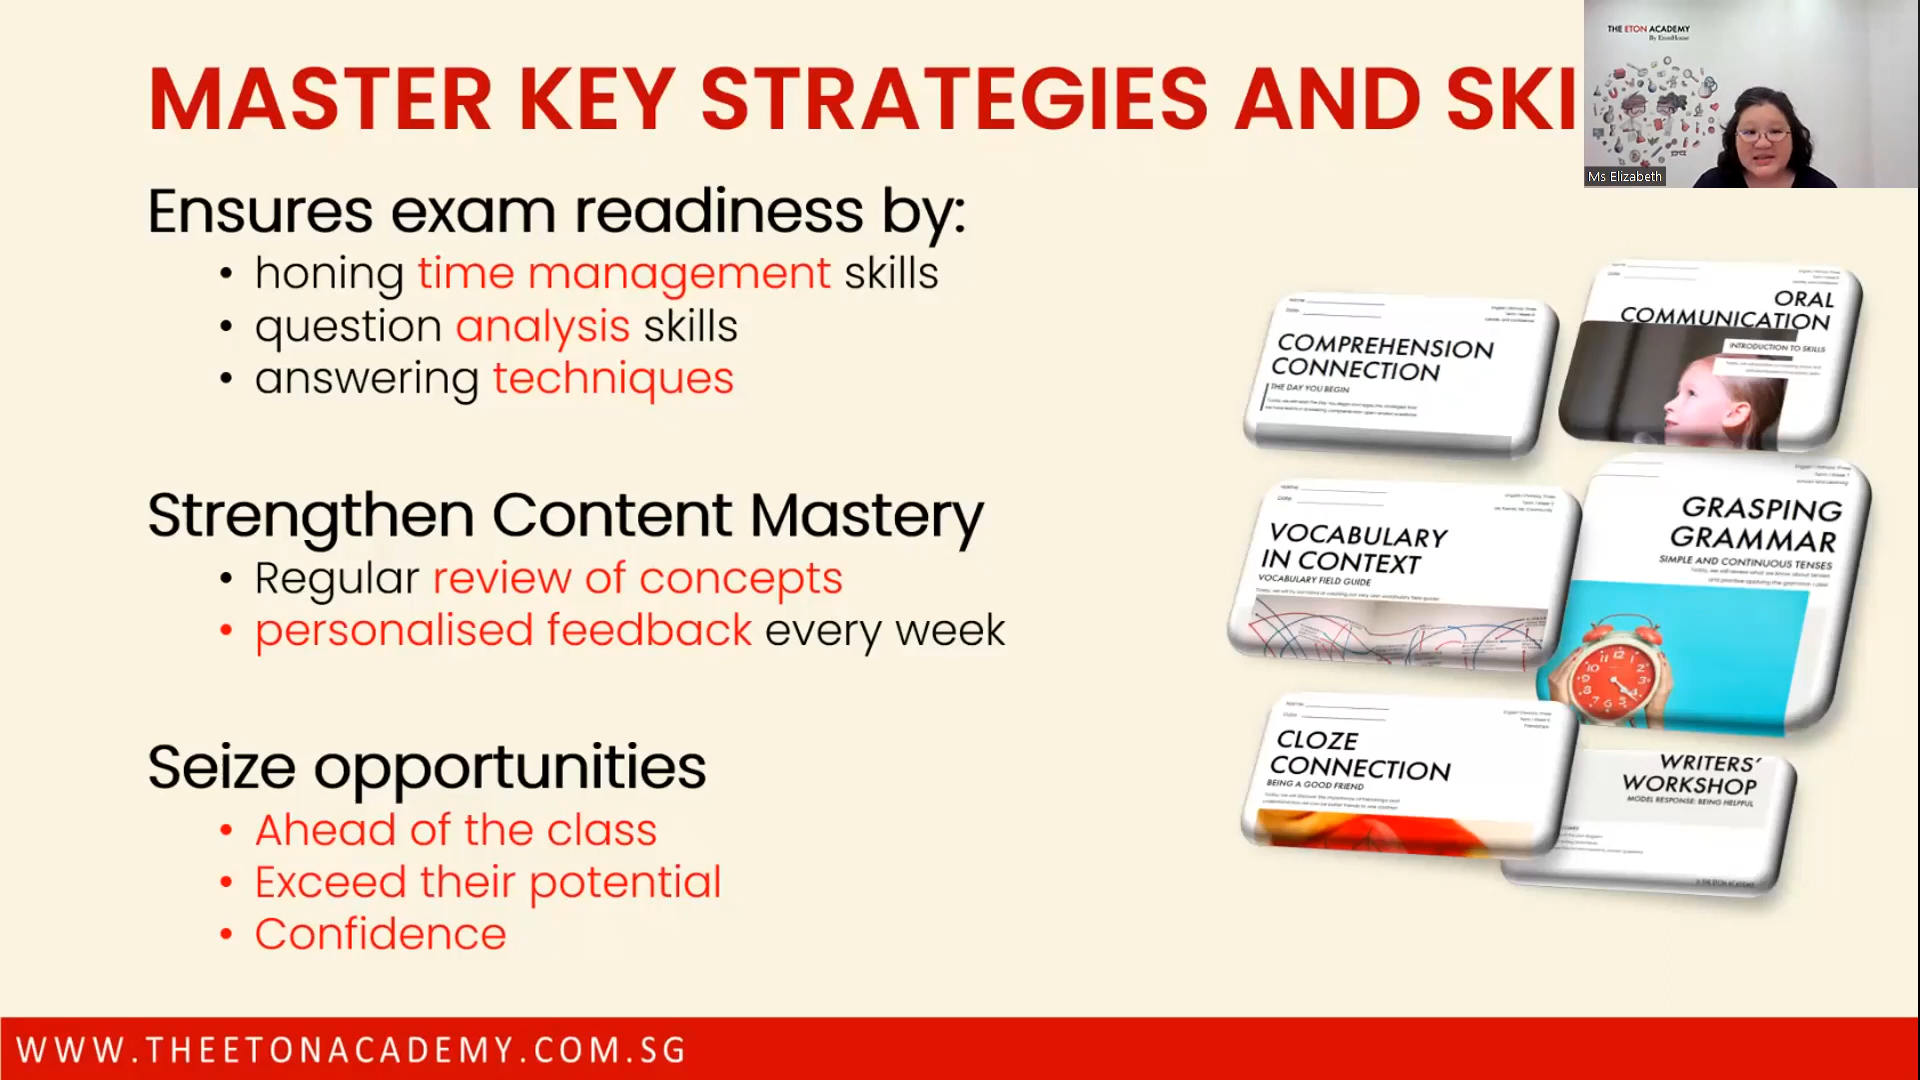 MASTER KEY STRATEGIES AND SKI
THE ETON ACADEMY
By EtonHouse
Ms Elizabeth
Ensures exam readiness by:
• honing time management skills
• question analysis skills
• answering techniques
Strengthen Content Mastery
• Regular review of concepts
• personalised feedback every week
Seize opportunities
• Ahead of the class
• Exceed their potential
• Confidence
COMPREHENSION
CONNECTION
THE DAY YOU BEGIN
ORAL
COMMUNICATION
INTRODUCTION TO SKILLS
VOCABULARY
IN CONTEXT
VOCABULARY FIELD GUIDE
GRASPING
GRAMMAR
SIMPLE AND CONTINUOUS TENSES
CLOZE
CONNECTION
BEING A GOOD FRIEND
WRITERS'
WORKSHOP
MODEL RESPONSE: BEING HELPFUL
WWW.THEETONACADEMY.COM.SG